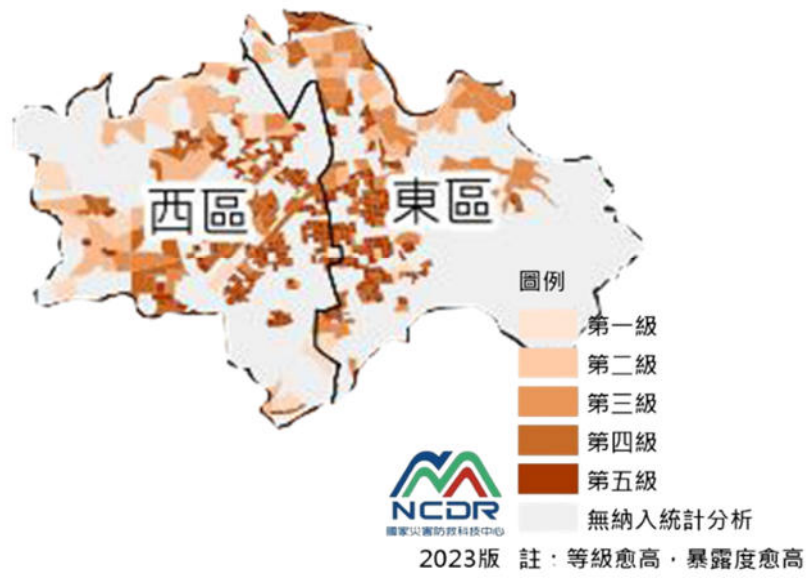 西區
東區
圖例
第一級
第二級
第三級
第四級
第五級
無納入統計分析
NCDR
國家災害防救科技中心
2023版 註：等級愈高，暴露度愈高